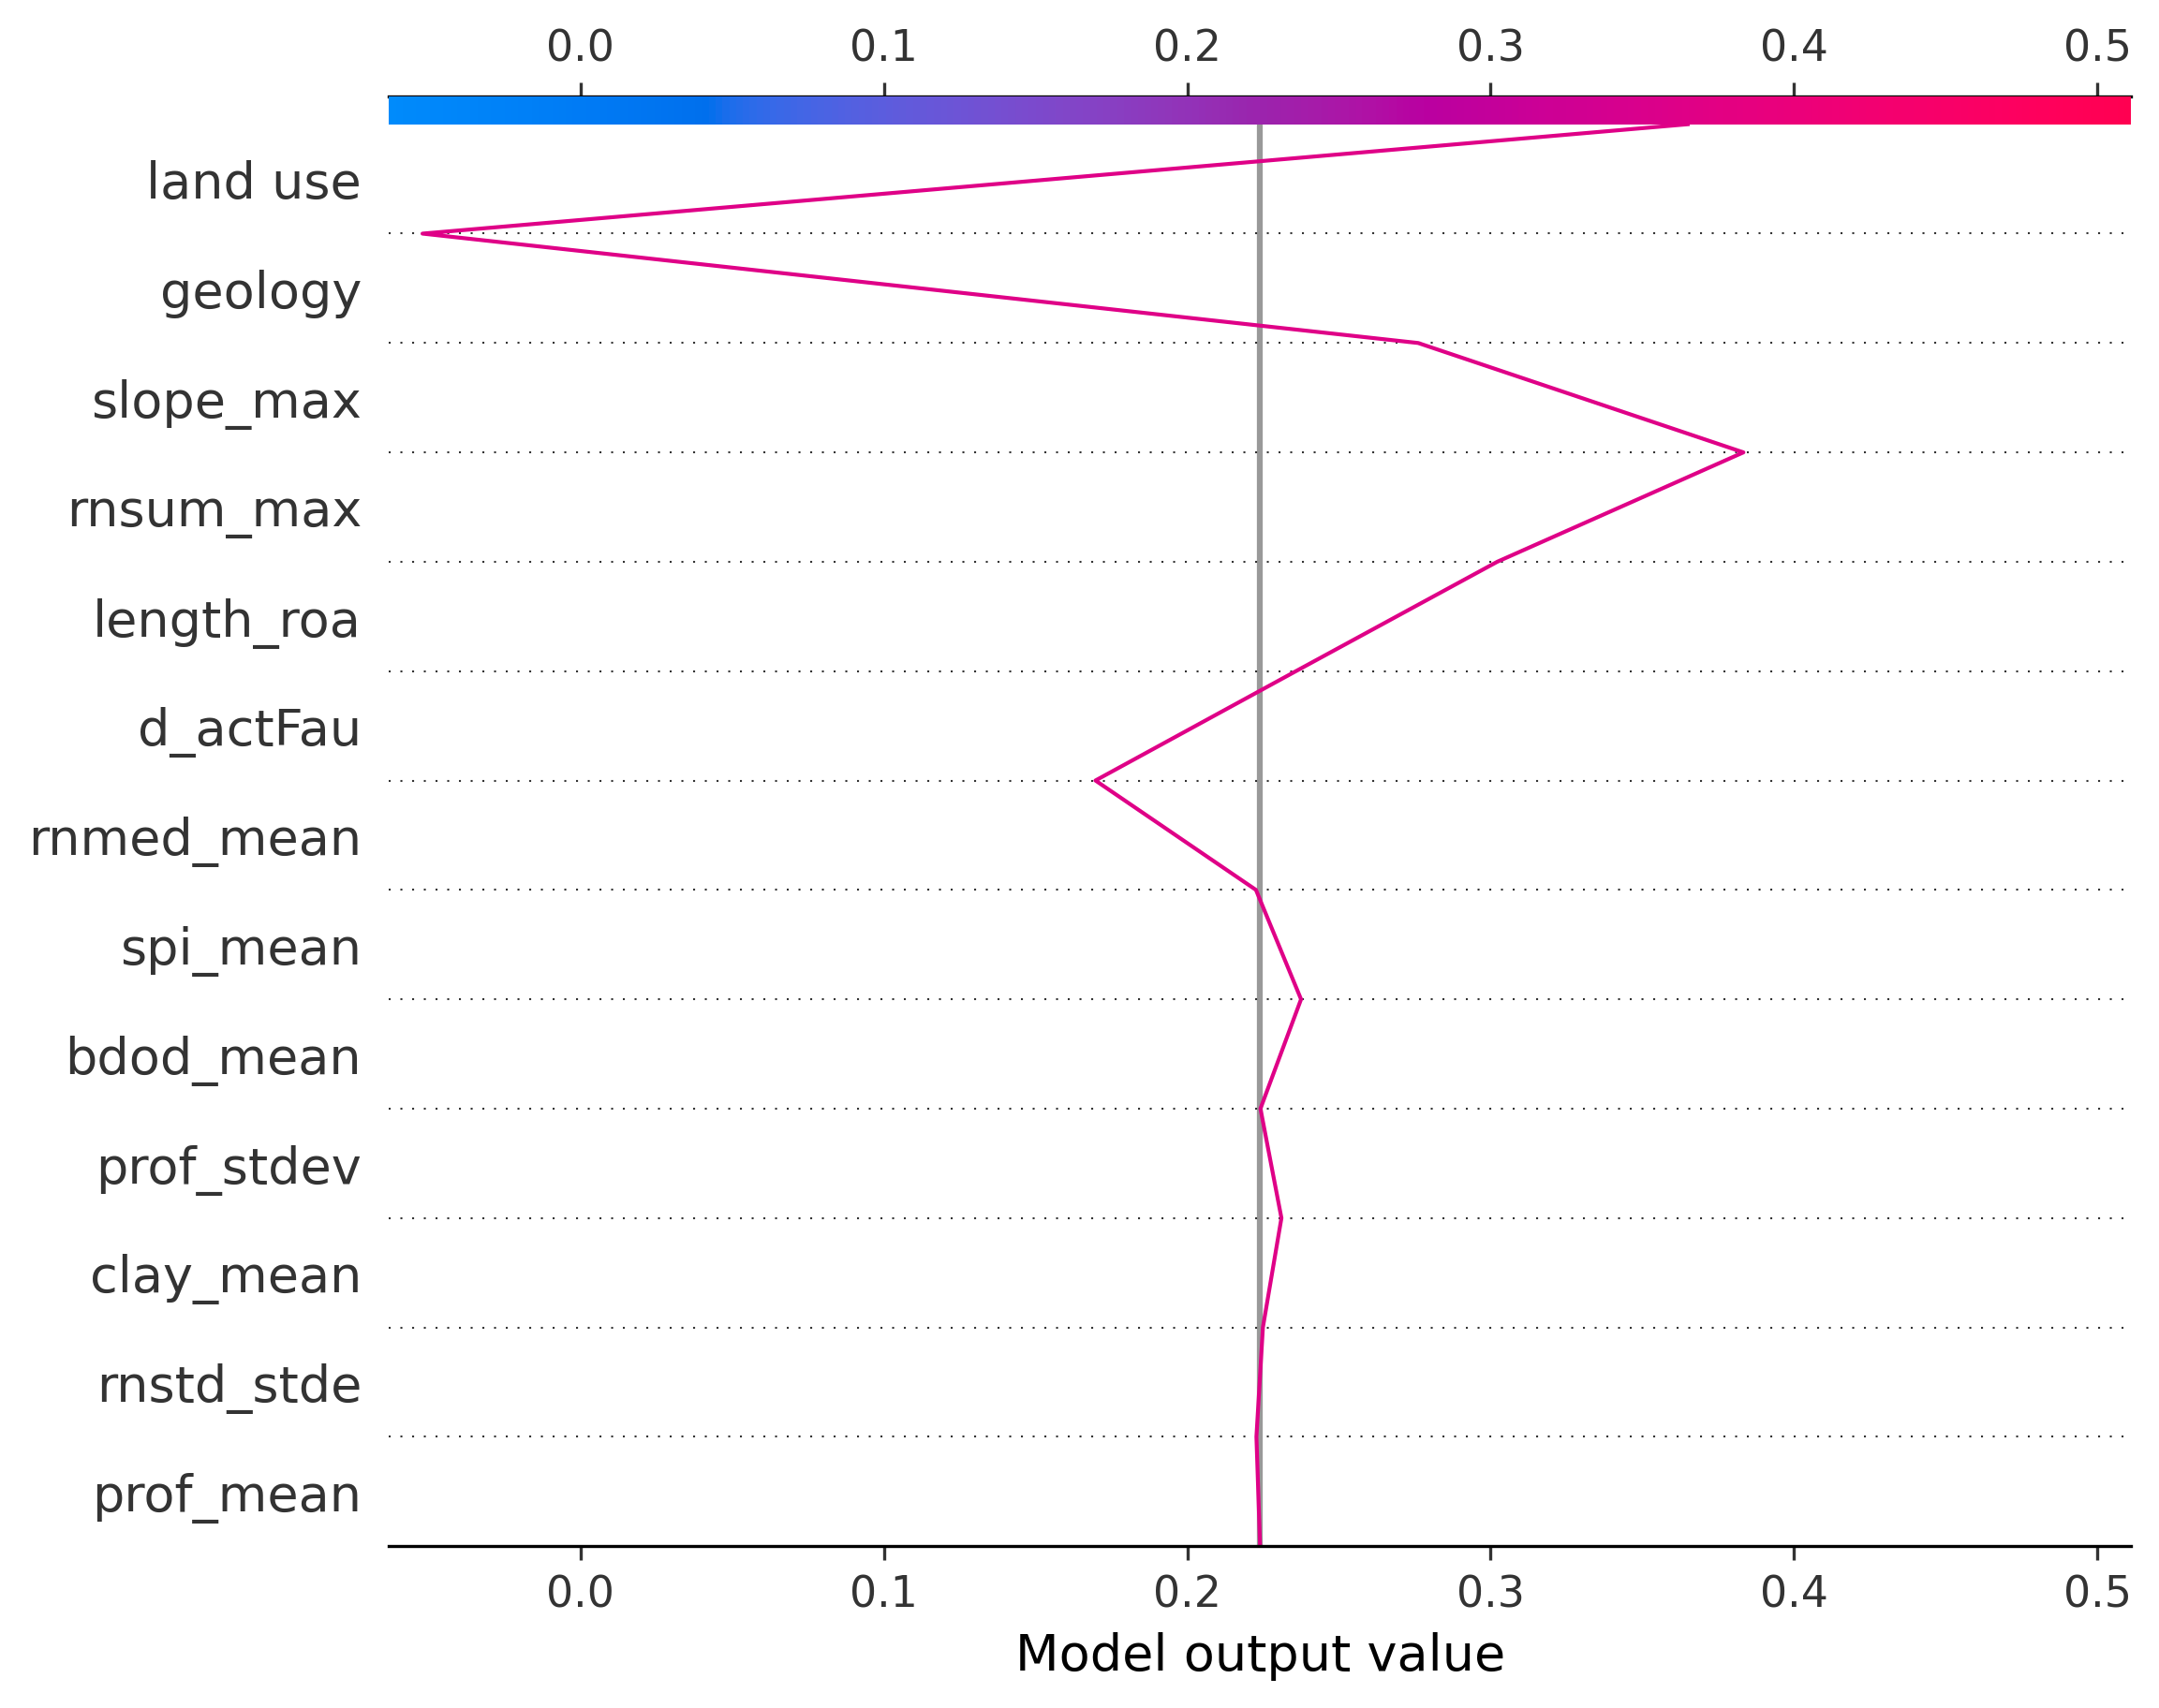 0.0 0.1 0.2 0.3 0.4 0.5
land use
geology
slope_max
rnsum_max
length_roa
d_actFau
rnmed_mean
spi_mean
bdod_mean
prof_stdev
clay_mean
rnstd_stde
prof_mean
0.0 0.1 0.2 0.3 0.4 0.5
Model output value